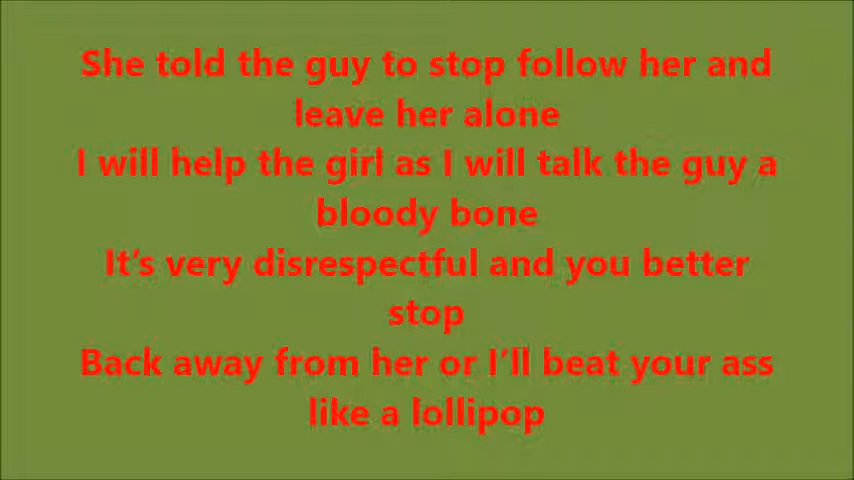 She told the guy to stop follow her and
leave her alone
I will help the girl as I will talk the guy a
bloody bone
It's very disrespectful and you better
stop
Back away from her or I'll beat your ass
like a lollipop